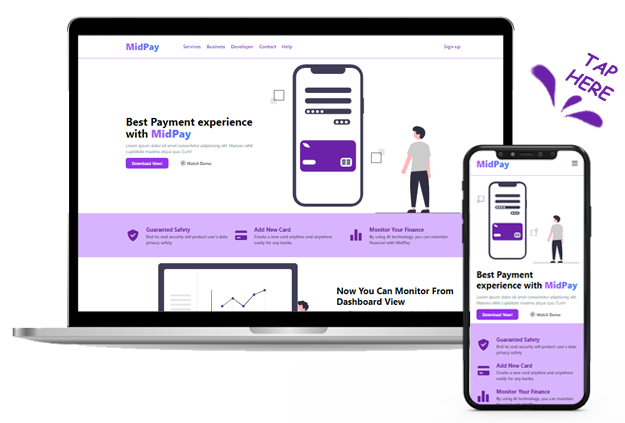 MidPay
Services Business Developer Contact Help
Sign-up
Best Payment experience
with MidPay
Lorem ipsum dolor sit amet consectetur adipisicing elit. Maiores nihil
cupiditate maxime atque quo. Cum!
Download Now!
Watch Demo
Guaranted Safety
End-to-end security will protect user's data
privacy safety.
Add New Card
Create a new card anytime and anywhere
easily for any banks.
Monitor Your Finance
By using AI technology, you can maintain
financial with MidPay.
Now You Can Monitor From
Dashboard View
TAP
HERE
MidPay
Best Payment
experience with MidPay
Lorem ipsum dolor sit amet consectetur adipisicing elit.
Maiores nihil cupiditate maxime atque quo. Cum!
Download Now!
Watch Demo
Guaranted Safety
End-to-end security will protect user's data
privacy safety.
Add New Card
Create a new card anytime and anywhere
easily for any banks.
Monitor Your Finance
By using AI technology, you can maintain